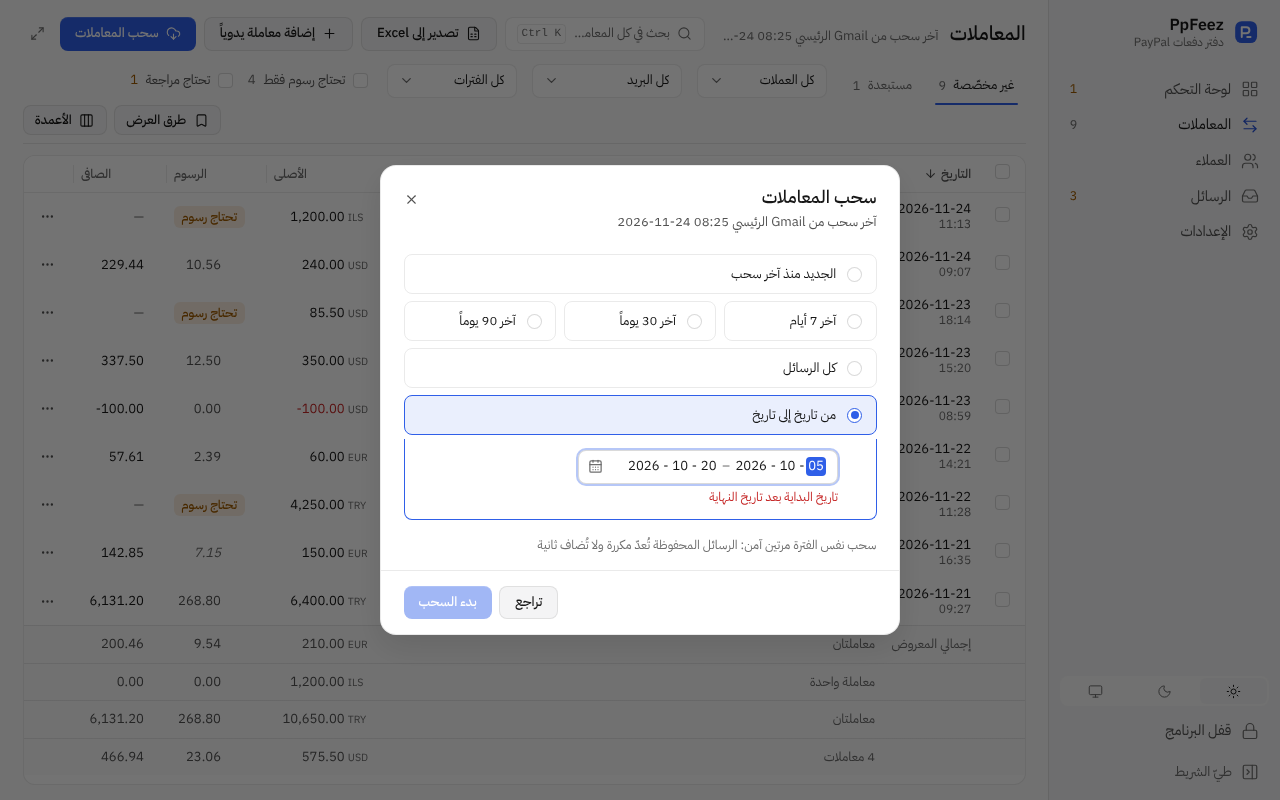 PpFeez
دفتر دفعات PayPal
لوحة التحكم 1
المعاملات 9
العملاء
الرسائل 3
الإعدادات
قفل البرنامج
طيّ الشريط
المعاملات
آخر سحب من Gmail الرئيسي 08:25 24-...
بحث في كل المعامـ... Ctrl K
تصدير إلى Excel
إضافة معاملة يدوياً
سحب المعاملات
غير مخصّصة 9
مستبعدة 1
كل العملات
كل البريد
كل الفترات
تحتاج رسوم فقط 4
تحتاج مراجعة 1
طرق العرض
الأعمدة
التاريخ الأصلي الرسوم الصافي
2026-11-24 1,200.00 ILS تحتاج رسوم —
11:13
2026-11-24 240.00 USD 10.56 229.44
09:07
2026-11-23 85.50 USD تحتاج رسوم —
18:14
2026-11-23 350.00 USD 12.50 337.50
15:20
2026-11-23 -100.00 USD 0.00 -100.00
08:59
2026-11-22 60.00 EUR 2.39 57.61
14:21
2026-11-22 4,250.00 TRY تحتاج رسوم —
11:28
2026-11-21 150.00 EUR 7.15 142.85
16:35
2026-11-21 6,400.00 TRY 268.80 6,131.20
09:27
إجمالي المعروض معاملتان 210.00 EUR 9.54 200.46
معاملة واحدة 1,200.00 ILS 0.00 0.00
معاملتان 10,650.00 TRY 268.80 6,131.20
4 معاملات 575.50 USD 23.06 466.94
سحب المعاملات
آخر سحب من Gmail الرئيسي 08:25 2026-11-24
الجديد منذ آخر سحب
آخر 7 أيام
آخر 30 يوماً
آخر 90 يوماً
كل الرسائل
من تاريخ إلى تاريخ
2026 - 10 - 20 – 2026 - 10 - 05
تاريخ البداية بعد تاريخ النهاية
سحب نفس الفترة مرتين آمن: الرسائل المحفوظة تُعدّ مكررة ولا تُضاف ثانية
تراجع
بدء السحب